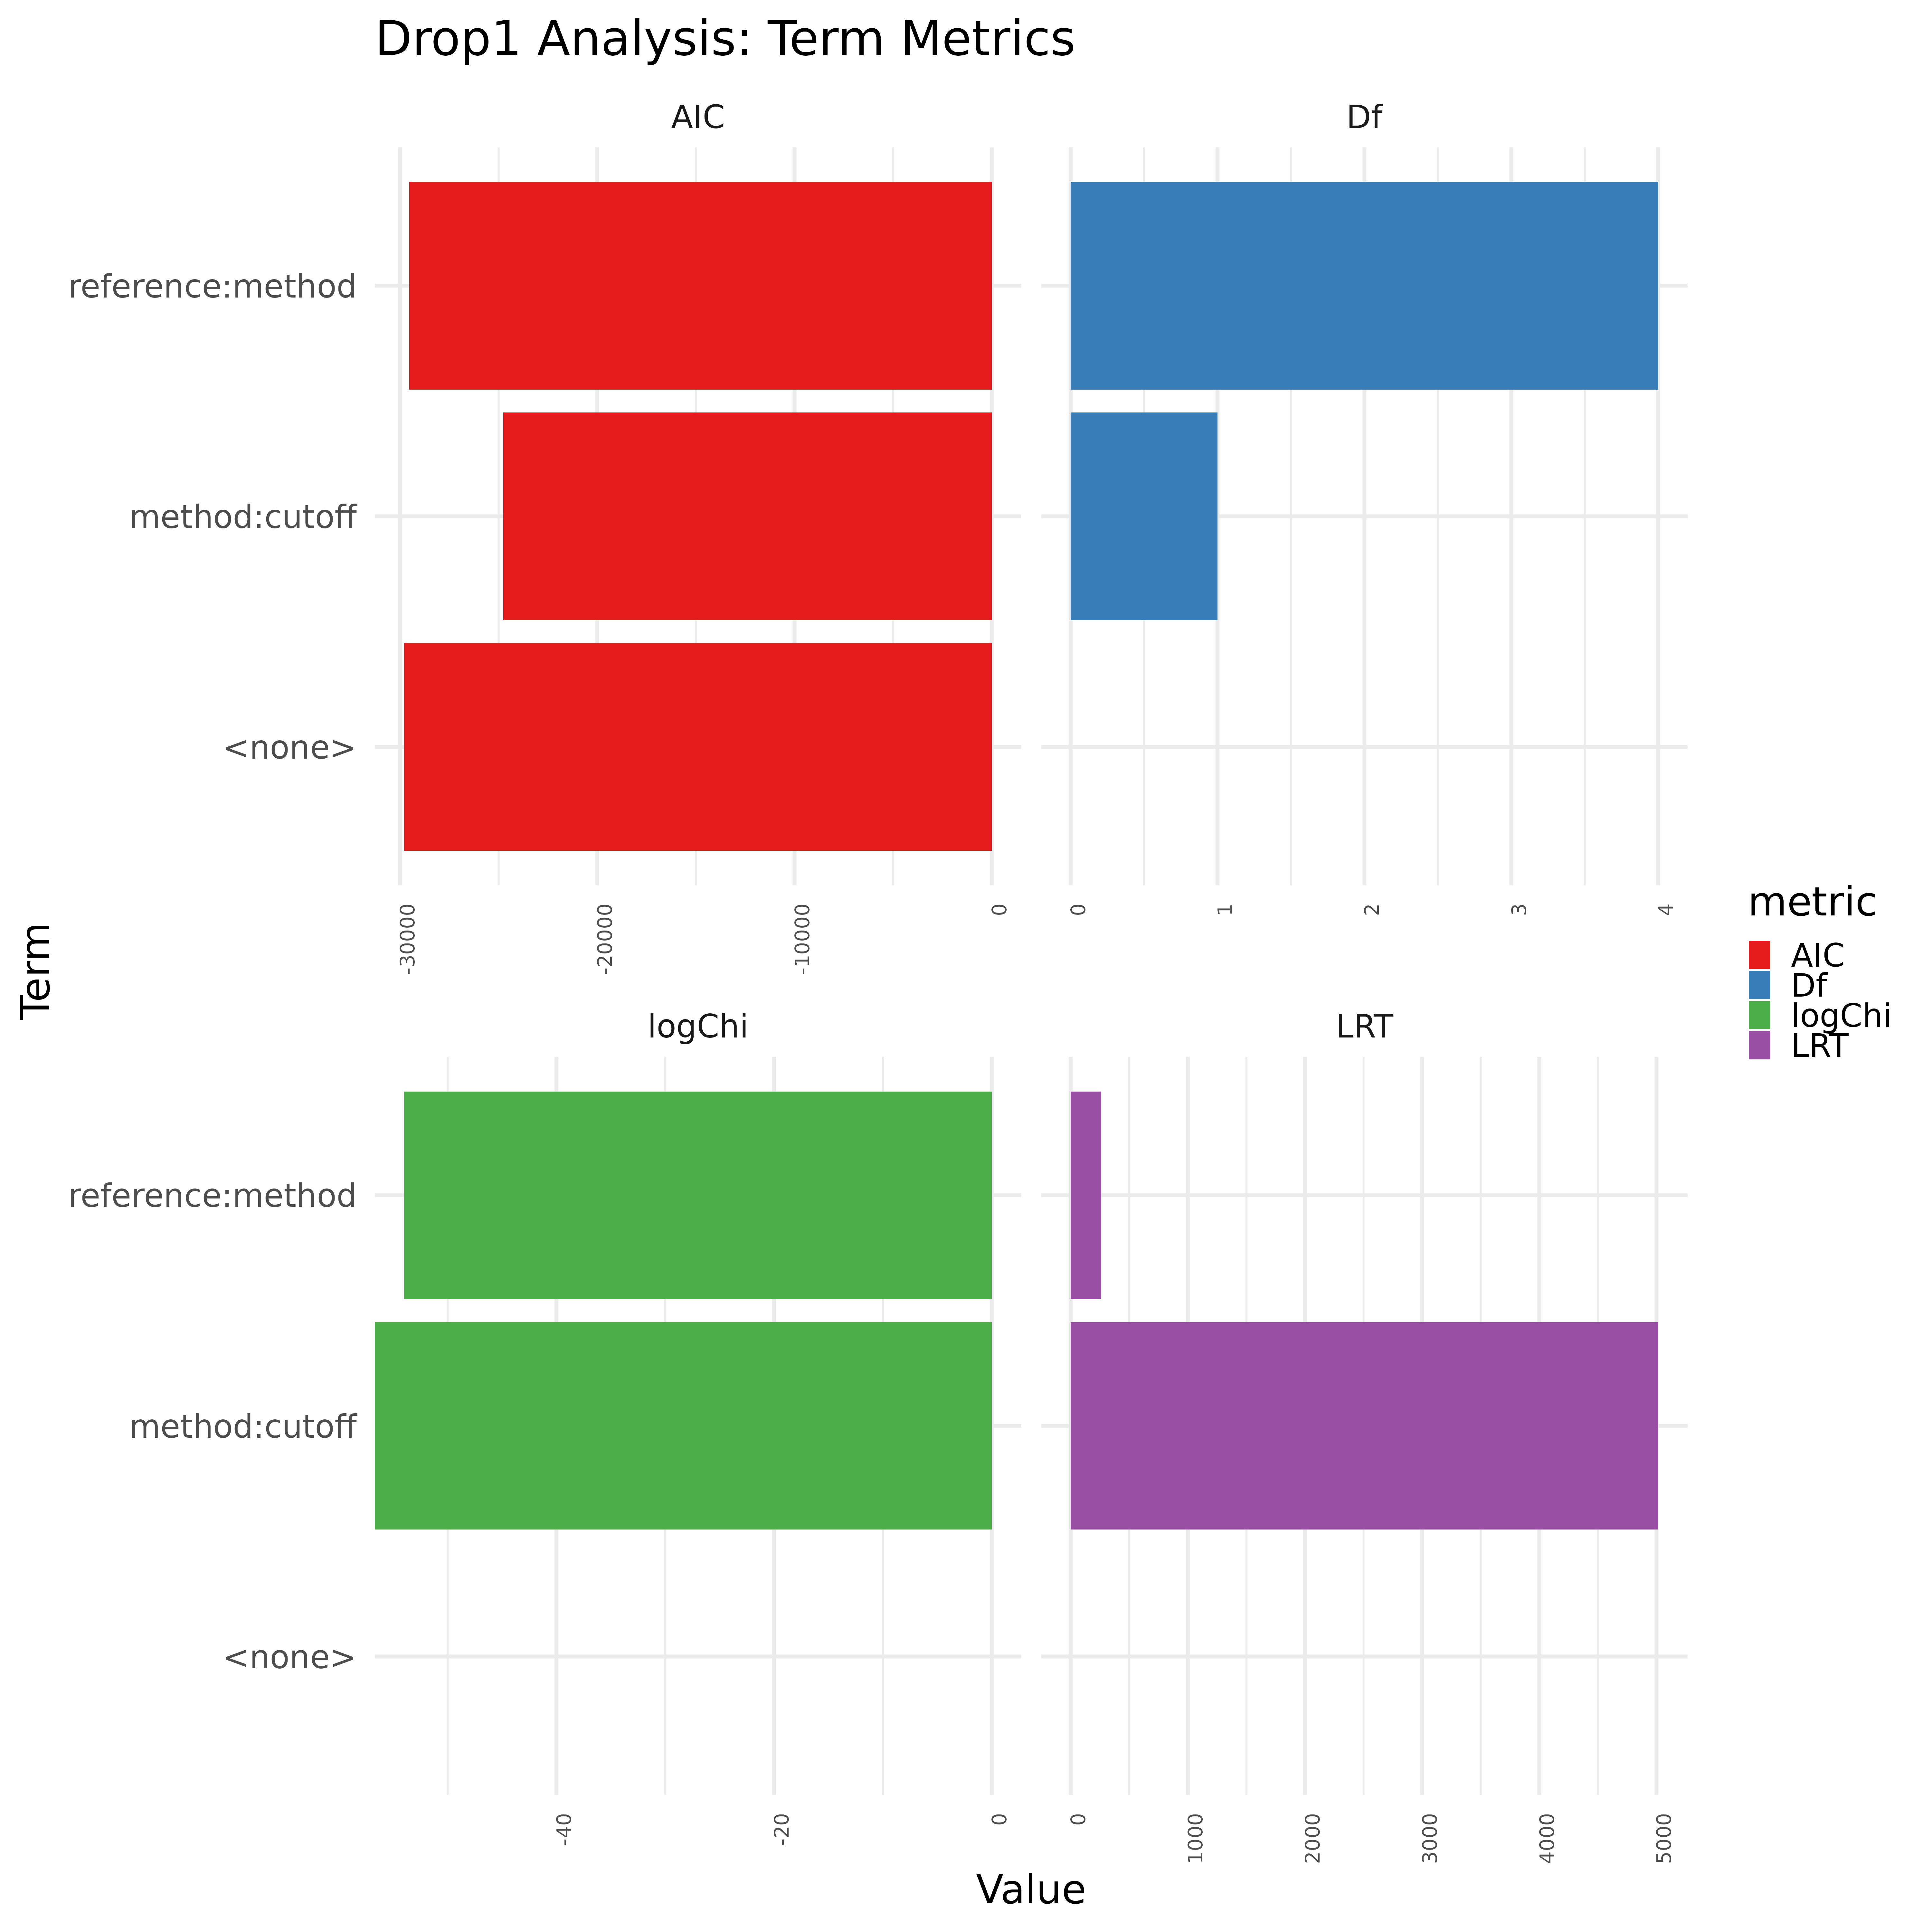 Drop1 Analysis: Term Metrics
AIC
Df
reference:method
method:cutoff
<none>
-30000
-20000
-10000
0
0
1
2
3
4
logChi
LRT
reference:method
method:cutoff
<none>
-40
-20
0
0
1000
2000
3000
4000
5000
Term
Value
metric
AIC
Df
logChi
LRT